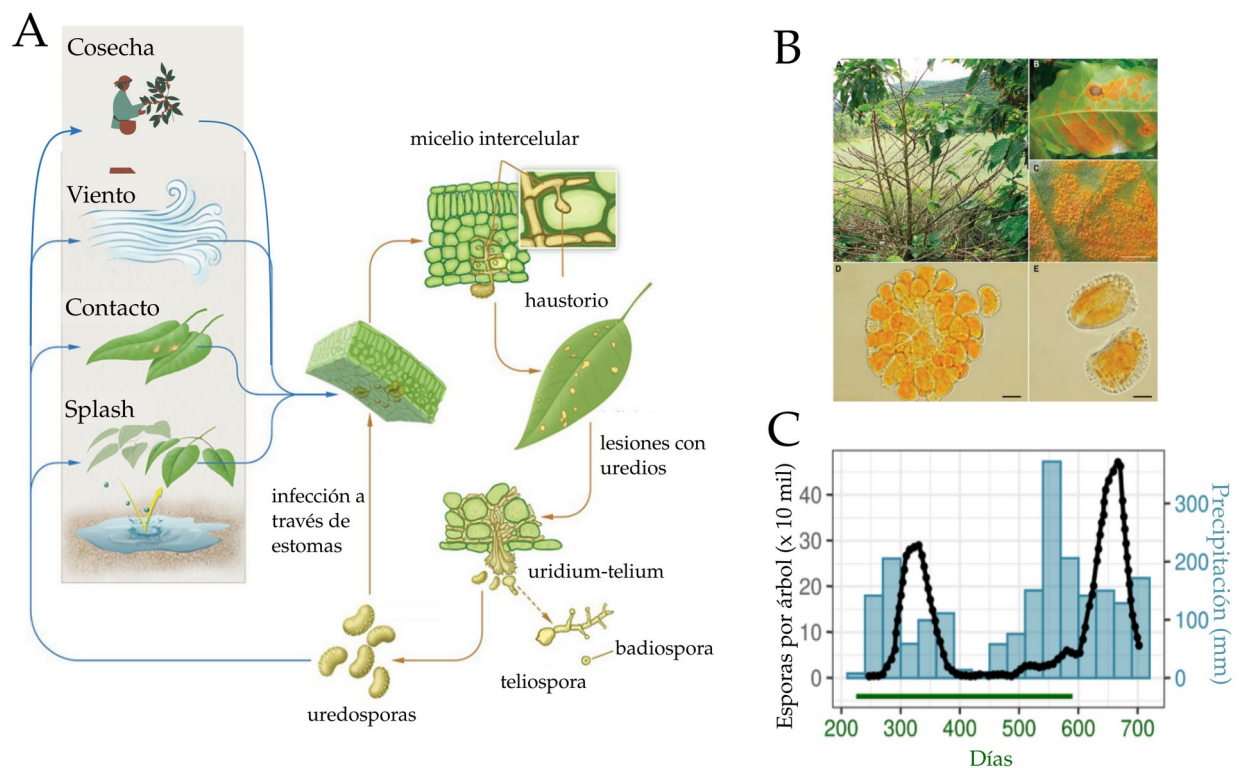 A
Cosecha
Viento
Contacto
Splash
micelio intercelular
haustorio
lesiones con
uredios
infección a
través de
estomas
uridium-telium
badiospora
teliospora
uredosporas
B
A
B
C
D
E
C
Esporas por árbol (x 10 mil)
40
30
20
10
0
Precipitación (mm)
300
200
100
0
200 300 400 500 600 700
Días